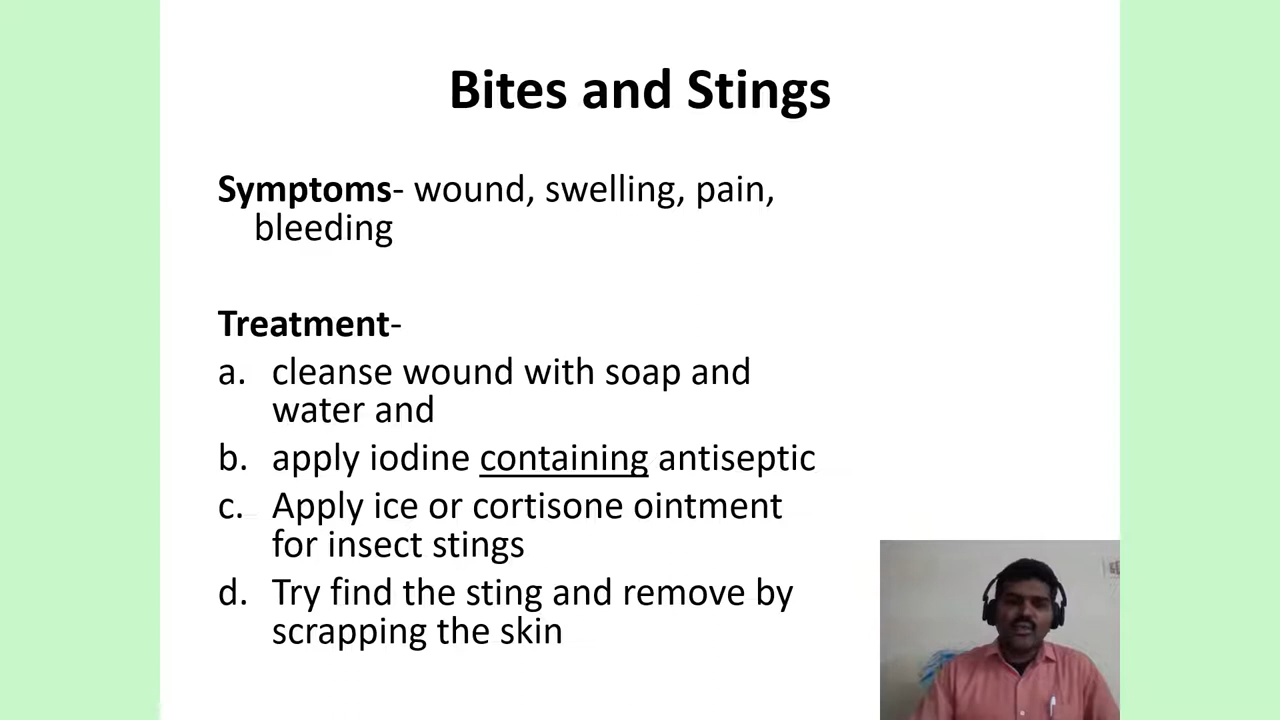 Bites and Stings
Symptoms- wound, swelling, pain,
bleeding
Treatment-
a. cleanse wound with soap and
water and
b. apply iodine containing antiseptic
c. Apply ice or cortisone ointment
for insect stings
d. Try find the sting and remove by
scrapping the skin